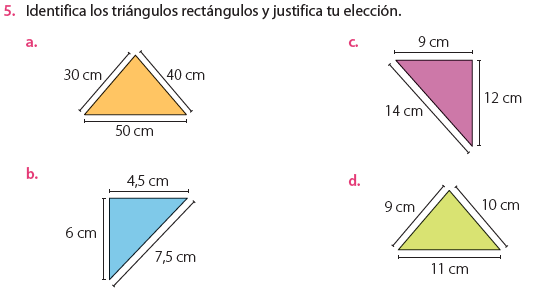 5. Identifica los triángulos rectángulos y justifica tu elección.
a.
30 cm
40 cm
50 cm
b.
4,5 cm
6 cm
7,5 cm
c.
9 cm
12 cm
14 cm
d.
9 cm
10 cm
11 cm